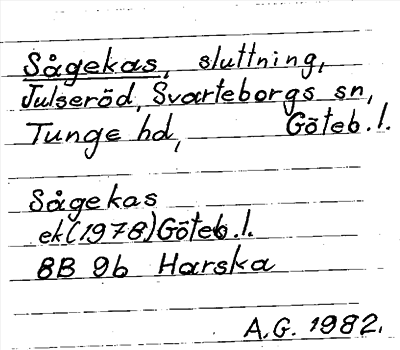 Sågekas, sluttning,
Julseröd, Svarteborgs sn,
Tunge hd, Göteb.l.
Sågekas
ek(1978)Göteb.l.
8B 9b Harska
A.G. 1982.